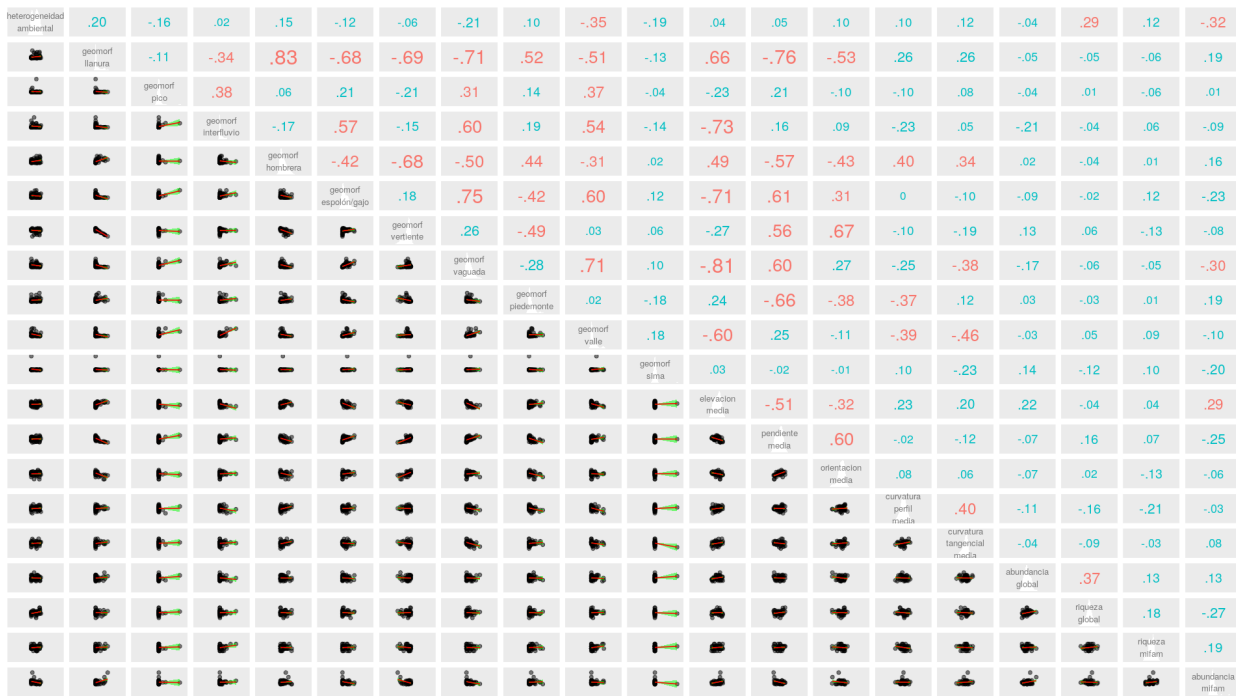 heterogeneidad
ambiental
.20 -.16 .02 .15 -.12 -.06 -.21 .10 -.35 -.19 .04 .05 .10 .10 .12 -.04 .29 .12 -.32
geomorf
llanura
-.11 -.34 .83 -.68 -.69 -.71 .52 -.51 -.13 .66 -.76 -.53 .26 .26 -.05 -.05 -.06 .19
geomorf
pico
.38 .06 .21 -.21 .31 .14 .37 -.04 -.23 .21 -.10 -.10 .08 -.04 .01 -.06 .01
geomorf
interfluvio
-.17 .57 -.15 .60 .19 .54 -.14 -.73 .16 .09 -.23 .05 -.21 -.04 .06 -.09
geomorf
hombrera
-.42 -.68 -.50 .44 -.31 .02 .49 -.57 -.43 .40 .34 .02 -.04 .01 .16
geomorf
espolón/gajo
.18 .75 -.42 .60 .12 -.71 .61 .31 0 -.10 -.09 -.02 .12 -.23
geomorf
vertiente
.26 -.49 .03 .06 -.27 .56 .67 -.10 -.19 .13 .06 -.13 -.08
geomorf
vaguada
-.28 .71 .10 -.81 .60 .27 -.25 -.38 -.17 -.06 -.05 -.30
geomorf
piedemonte
.02 -.18 .24 -.66 -.38 -.37 .12 .03 -.03 .01 .19
geomorf
valle
.18 -.60 .25 -.11 -.39 -.46 -.03 .05 .09 -.10
geomorf
sima
.03 -.02 -.01 .10 -.23 .14 -.12 .10 -.20
elevacion
media
-.51 -.32 .23 .20 .22 -.04 .04 .29
pendiente
media
.60 -.02 -.12 -.07 .16 .07 -.25
orientacion
media
.08 .06 -.07 .02 -.13 -.06
curvatura
perfil
media
.40 -.11 -.16 -.21 -.03
curvatura
tangencial
media
-.04 -.09 -.03 .08
abundancia
global
.37 .13 .13
riqueza
global
.18 -.27
riqueza
mifam
.19
abundancia
mifam